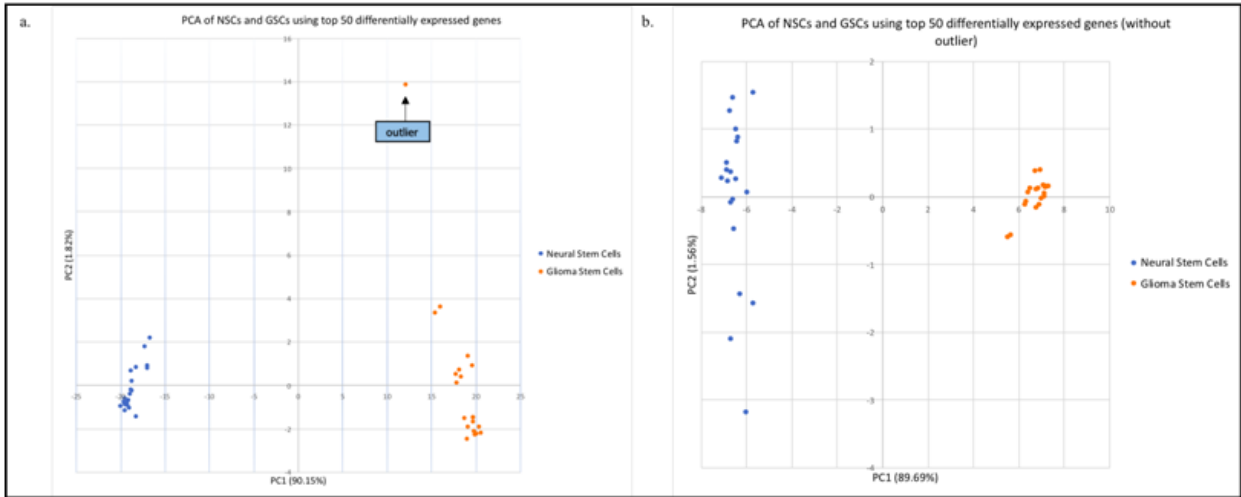 a.
PCA of NSCs and GSCs using top 50 differentially expressed genes
16
14
12
10
8
6
4
2
0
-2
-4
-25
-20
-15
-10
-5
0
5
10
15
20
25
outlier
PC2 (1.82%)
PC1 (90.15%)
Neural Stem Cells
Glioma Stem Cells
b.
PCA of NSCs and GSCs using top 50 differentially expressed genes (without
outlier)
2
1
0
-1
-2
-3
-4
-8
-6
-4
-2
0
2
4
6
8
10
PC2 (1.56%)
PC1 (89.69%)
Neural Stem Cells
Glioma Stem Cells